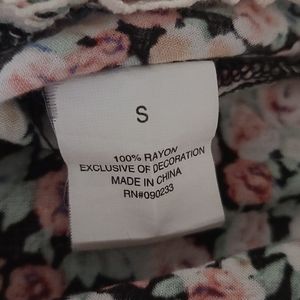 S
100% RAYON
EXCLUSIVE OF DECORATION
MADE IN CHINA
RN#090233